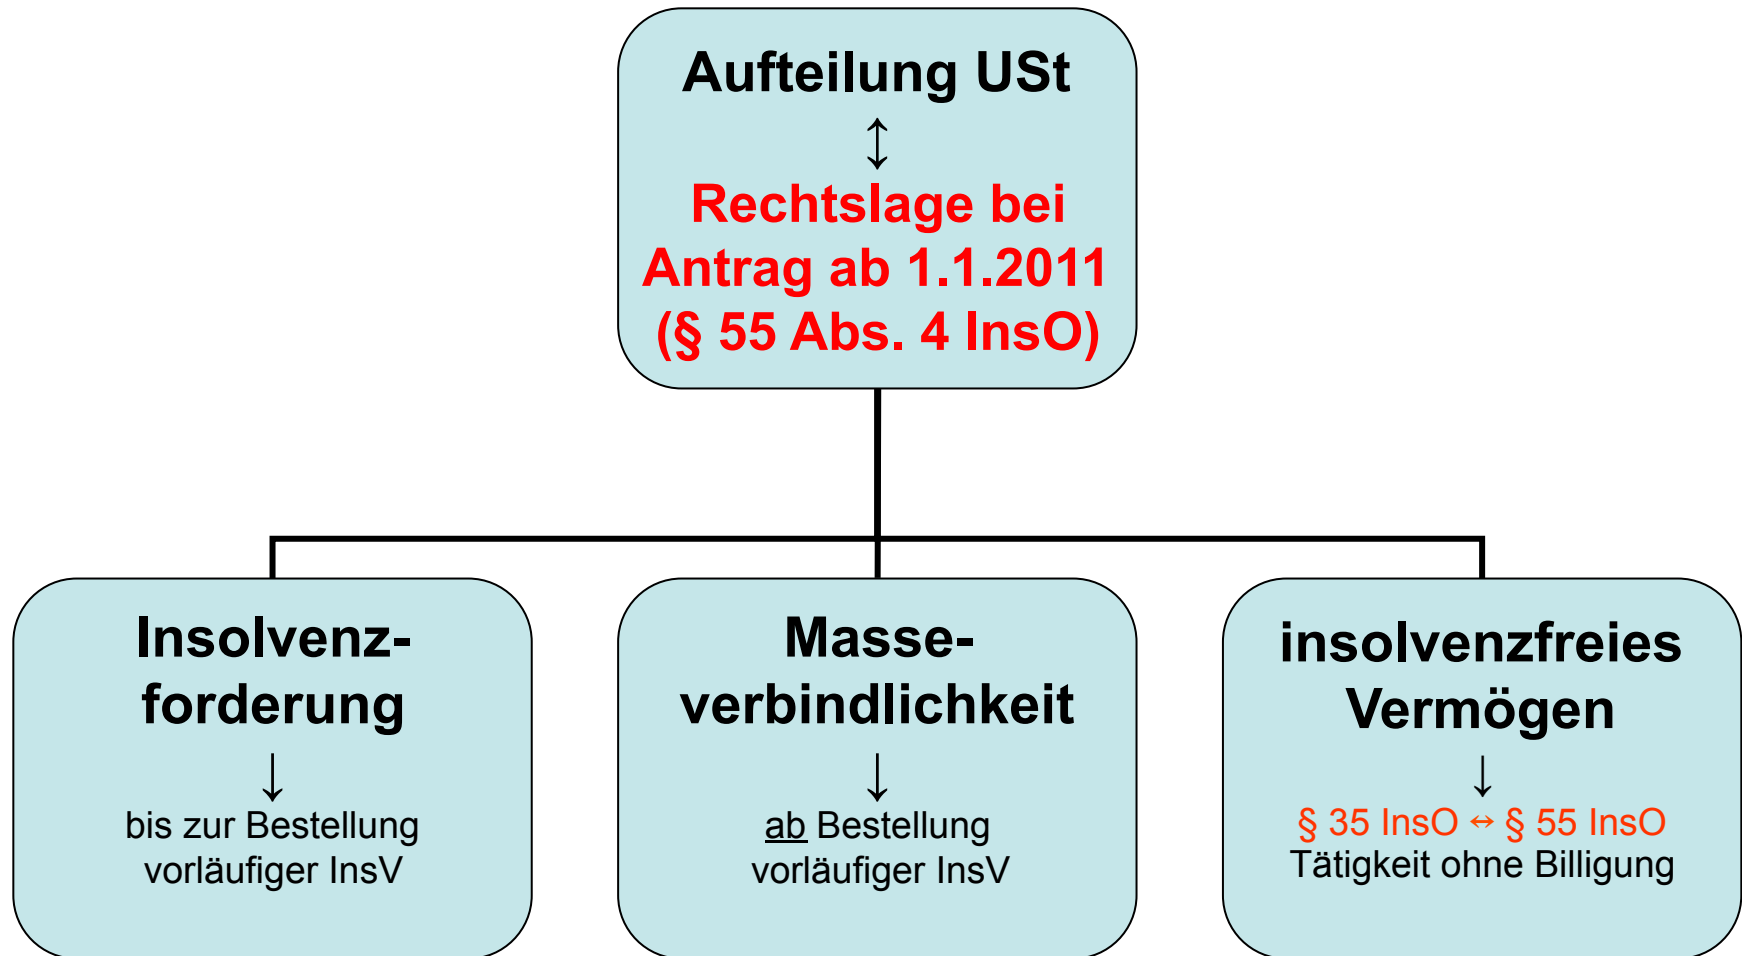 Aufteilung USt
↕
Rechtslage bei
Antrag ab 1.1.2011
(§ 55 Abs. 4 InsO)
Insolvenz-
forderung
↓
bis zur Bestellung
vorläufiger InsV
Masse-
verbindlichkeit
↓
ab Bestellung
vorläufiger InsV
insolvenzfreies
Vermögen
↓
§ 35 InsO ↔ § 55 InsO
Tätigkeit ohne Billigung